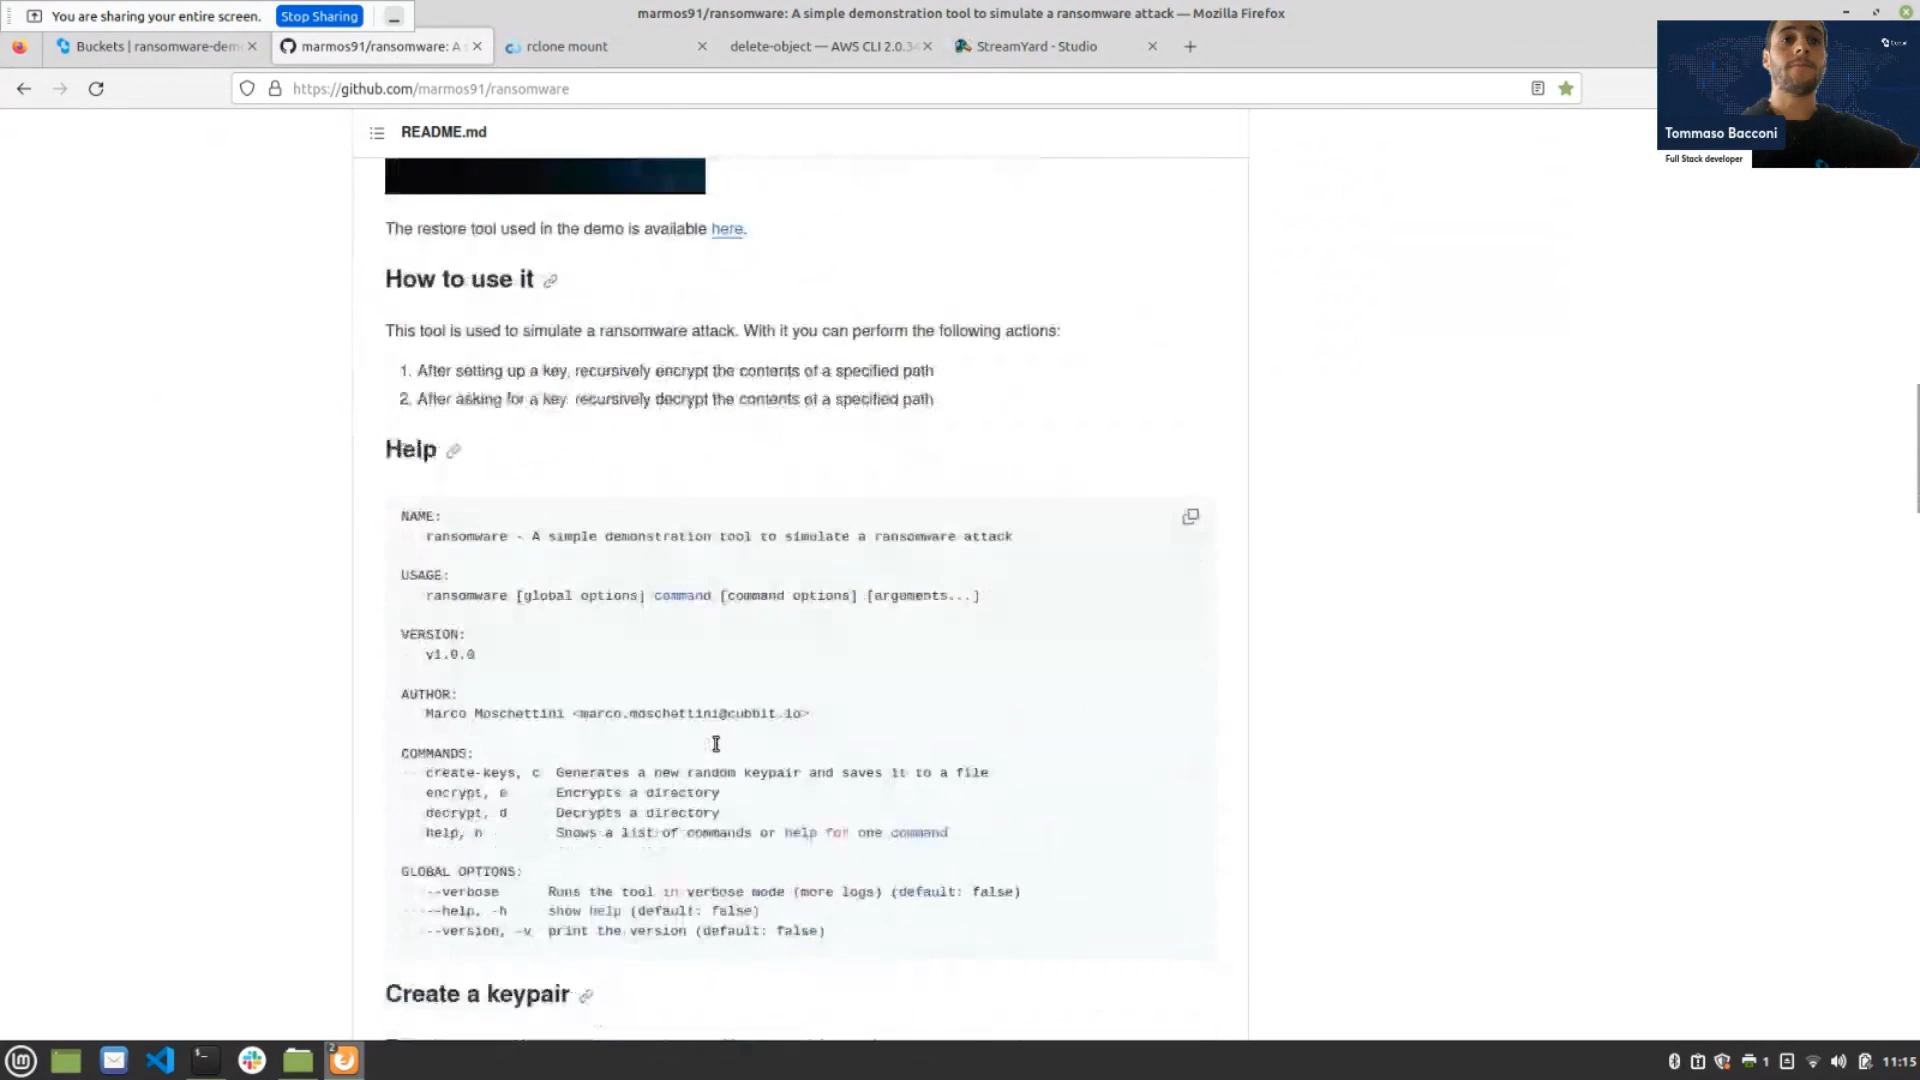 You are sharing your entire screen. Stop Sharing
marmos91/ransomware: A simple demonstration tool to simulate a ransomware attack — Mozilla Firefox
Buckets | ransomware-dem
marmos91/ransomware: A s
rclone mount
delete-object — AWS CLI 2.0.34
StreamYard - Studio
https://github.com/marmos91/ransomware
Tommaso Bacconi
Full Stack developer
README.md
The restore tool used in the demo is available here.
How to use it
This tool is used to simulate a ransomware attack. With it you can perform the following actions:
1. After setting up a key, recursively encrypt the contents of a specified path
2. After asking for a key, recursively decrypt the contents of a specified path
Help
NAME:
ransomware - A simple demonstration tool to simulate a ransomware attack
USAGE:
ransomware [global options] command [command options] [arguments...]
VERSION:
v1.0.0
AUTHOR:
Marco Moschettini <marco.moschettini@cubbit.io>
COMMANDS:
create-keys, c Generates a new random keypair and saves it to a file
encrypt, e Encrypts a directory
decrypt, d Decrypts a directory
help, h Shows a list of commands or help for one command
GLOBAL OPTIONS:
--verbose Runs the tool in verbose mode (more logs) (default: false)
--help, -h show help (default: false)
--version, -v print the version (default: false)
Create a keypair
2
1
11:15